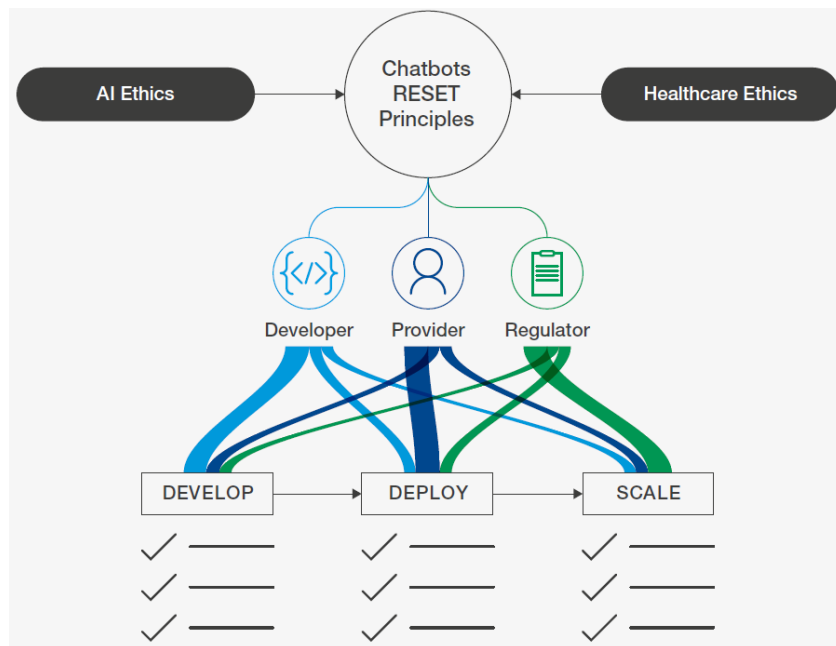 AI Ethics
Chatbots
RESET
Principles
Healthcare Ethics
{</>}
Developer
Provider
Regulator
DEVELOP
DEPLOY
SCALE